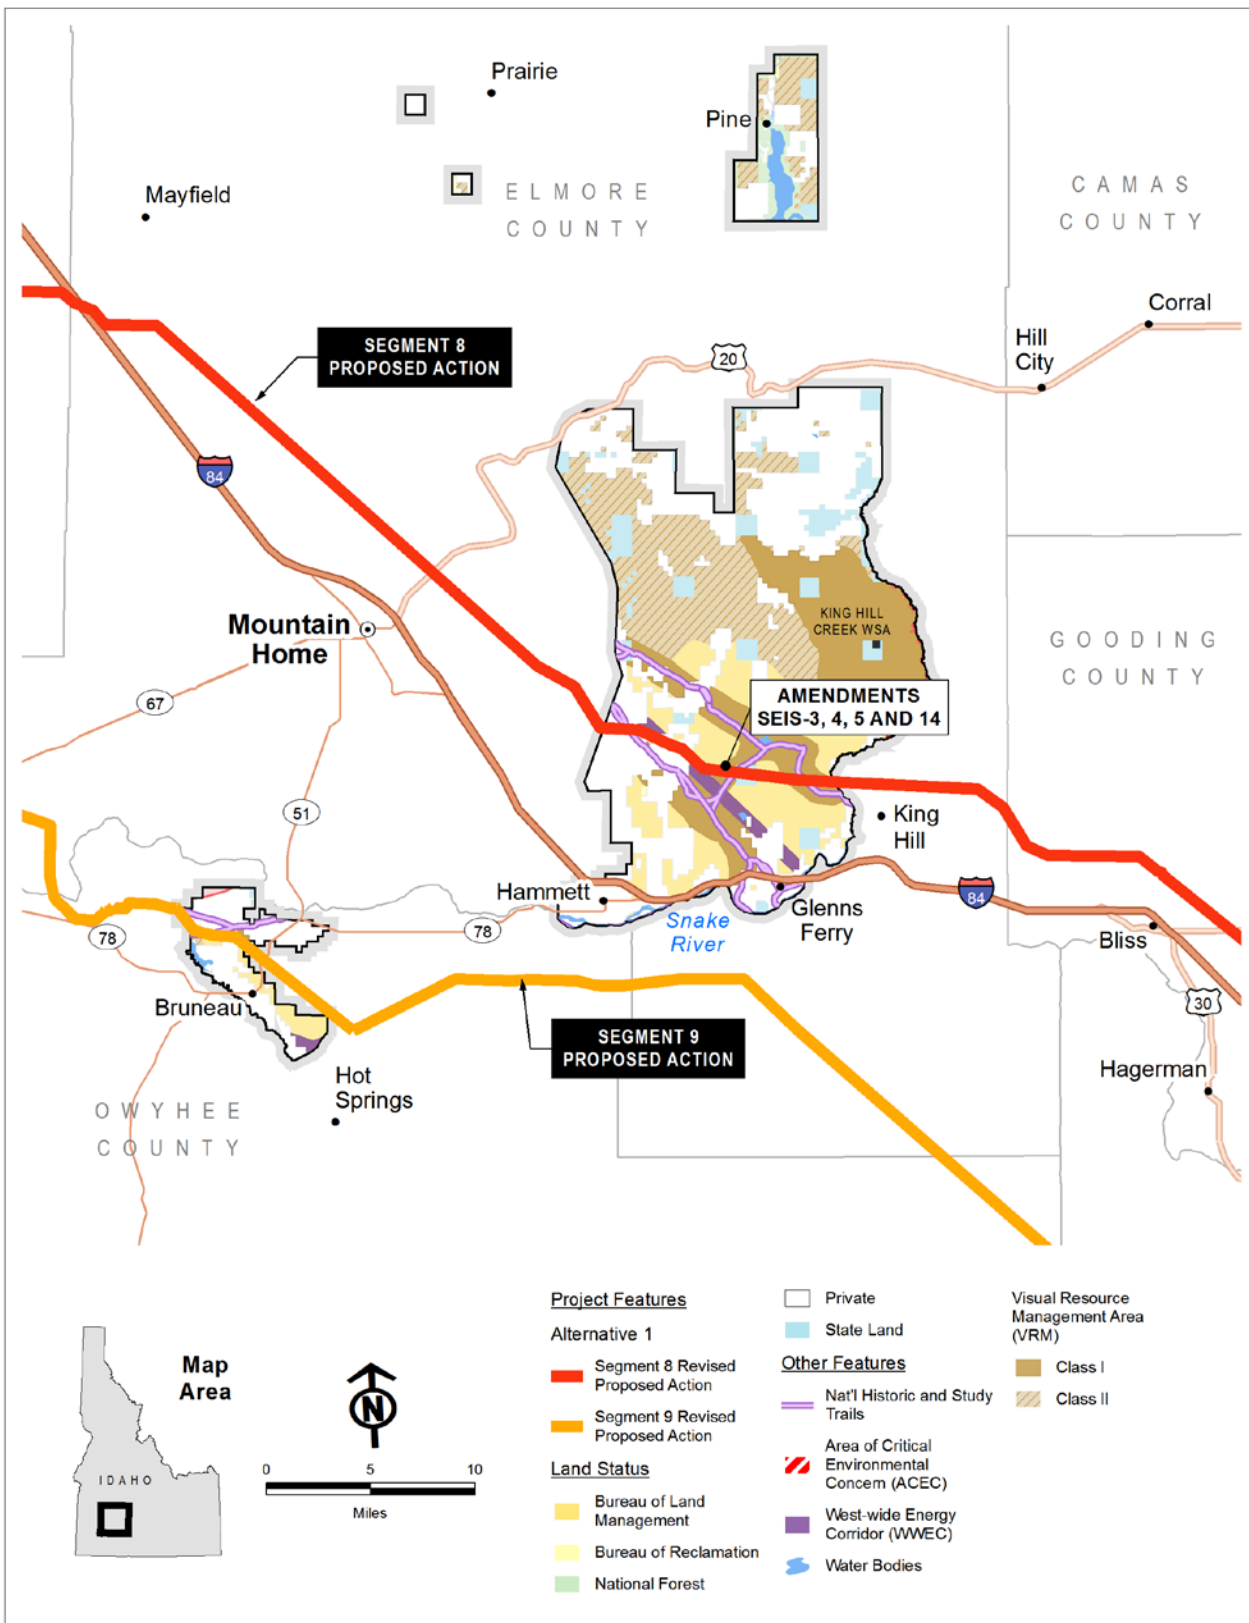 Prairie
Pine
Mayfield
ELMORE
COUNTY
CAMAS
COUNTY
Corral
Hill
City
SEGMENT 8
PROPOSED ACTION
20
84
KING HILL
CREEK WSA
Mountain
Home
GOODING
COUNTY
AMENDMENTS
SEIS-3, 4, 5 AND 14
67
51
King
Hill
Hammett
84
78
78
Snake
River
Glenns
Ferry
Bliss
Bruneau
30
SEGMENT 9
PROPOSED ACTION
Hot
Springs
Hagerman
OWYHEE
COUNTY
Map
Area
IDAHO
N
0 5 10
Miles
Project Features
Alternative 1
Segment 8 Revised
Proposed Action
Segment 9 Revised
Proposed Action
Land Status
Bureau of Land
Management
Bureau of Reclamation
National Forest
Private
State Land
Other Features
Nat'l Historic and Study
Trails
Area of Critical
Environmental
Concern (ACEC)
West-wide Energy
Corridor (WWEC)
Water Bodies
Visual Resource
Management Area
(VRM)
Class I
Class II